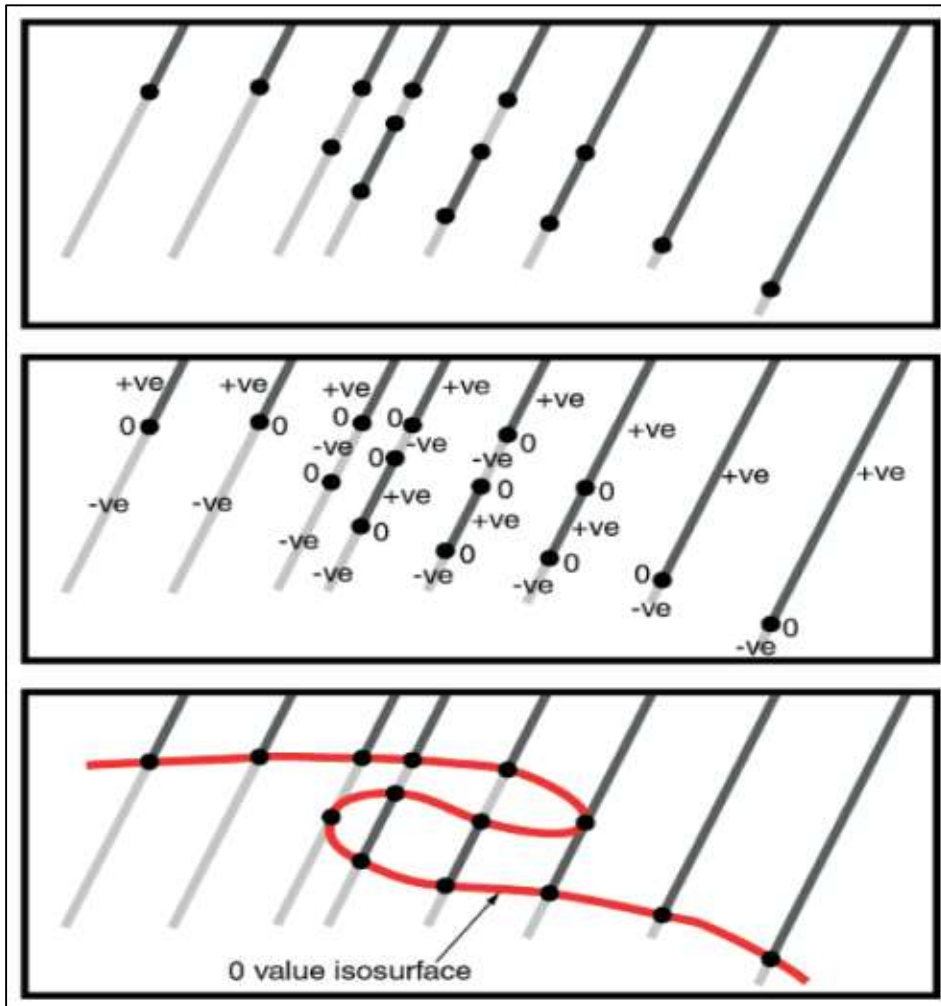 +ve +ve +ve +ve +ve
0 0 0 0 0
-ve -ve -ve +ve
0 0 -ve 0 0
-ve -ve +ve +ve +ve +ve
0 0 0 +ve
-ve -ve -ve -ve 0 -ve
-ve 0
0 value isosurface